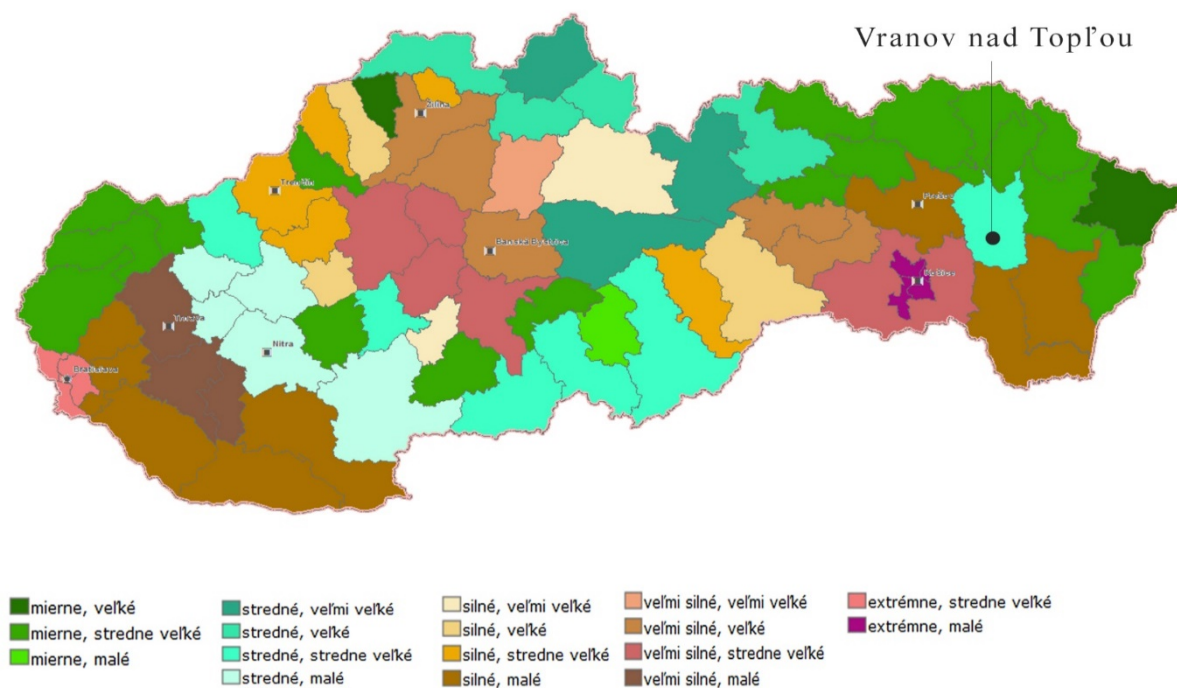 Vranov nad Topľou
Žilina
Trenčín
Prešov
Banská Bystrica
Košice
Trnava
Nitra
Bratislava
mierne, veľké
mierne, stredne veľké
mierne, malé
stredné, veľmi veľké
stredné, veľké
stredné, stredne veľké
stredné, malé
silné, veľmi veľké
silné, veľké
silné, stredne veľké
silné, malé
veľmi silné, veľmi veľké
veľmi silné, veľké
veľmi silné, stredne veľké
veľmi silné, malé
extrémne, stredne veľké
extrémne, malé